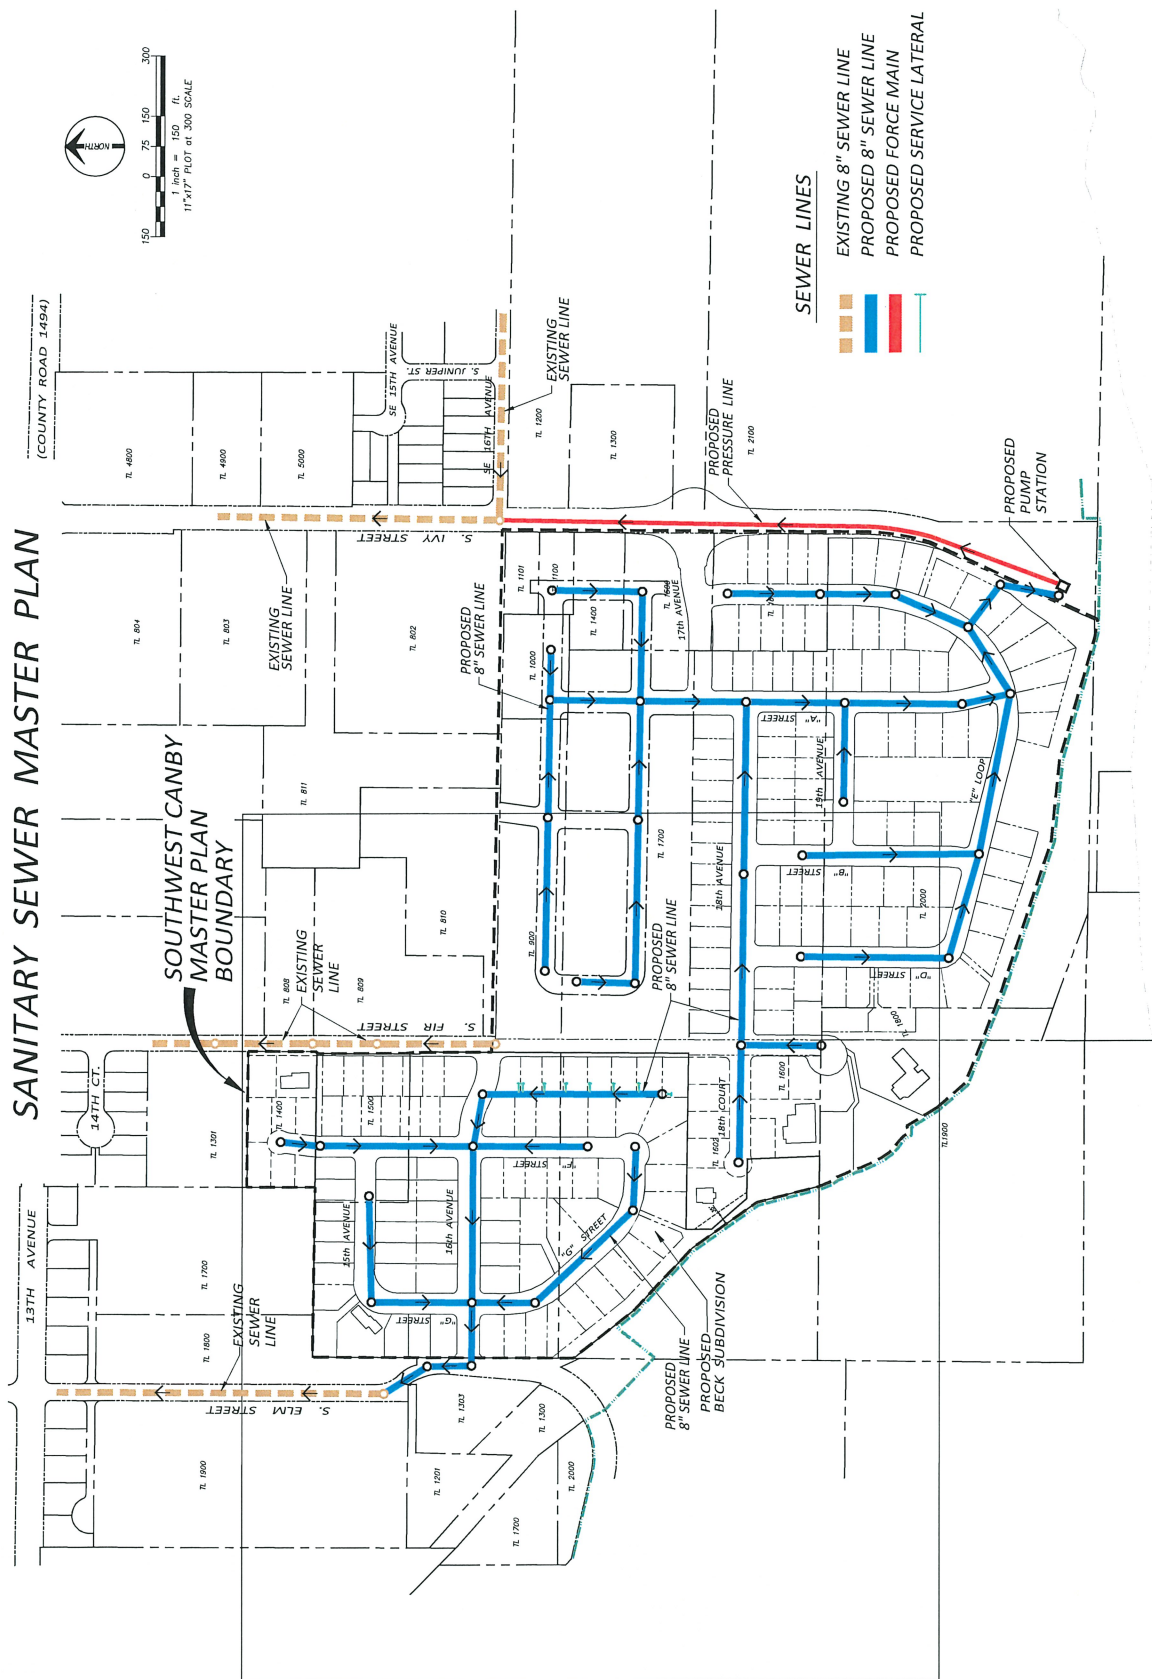 SANITARY SEWER MASTER PLAN
NORTH
150 75 0 75 150 300
1 inch = 150 ft.
11"x17" PLOT at 300 SCALE
(COUNTY ROAD 1494)
SOUTHWEST CANBY
MASTER PLAN
BOUNDARY
13TH AVENUE
14TH CT.
TL 1301
TL 1700
TL 1800
EXISTING
SEWER
LINE
S. ELM STREET
TL 1900
TL 1201
TL 1303
TL 1300
TL 1700
TL 2000
TL 808
TL 809
EXISTING
SEWER
LINE
S. FIR STREET
TL 810
TL 811
TL 804
TL 803
TL 802
EXISTING
SEWER LINE
S. IVY STREET
TL 4800
TL 4900
TL 5000
SE 15TH AVENUE
S. JUNIPER ST.
SE 16TH AVENUE
EXISTING
SEWER LINE
TL 1200
TL 1300
TL 2100
PROPOSED
PRESSURE LINE
PROPOSED
PUMP
STATION
SEWER LINES
EXISTING 8" SEWER LINE
PROPOSED 8" SEWER LINE
PROPOSED FORCE MAIN
PROPOSED SERVICE LATERAL
PROPOSED
8" SEWER LINE
TL 1101
1100
TL 1000
TL 1400
17TH AVENUE
TL 900
TL 1700
PROPOSED
8" SEWER LINE
18TH AVENUE
"A" STREET
19th AVENUE
"B" STREET
"E" LOOP
TL 2000
"D" STREET
TL 1800
TL 1600
TL 1602
18th COURT
TL1900
TL 1400
TL 1500
15th AVENUE
16th AVENUE
"F" STREET
"G" STREET
"G" STREET
PROPOSED
8" SEWER LINE
PROPOSED
BECK SUBDIVISION